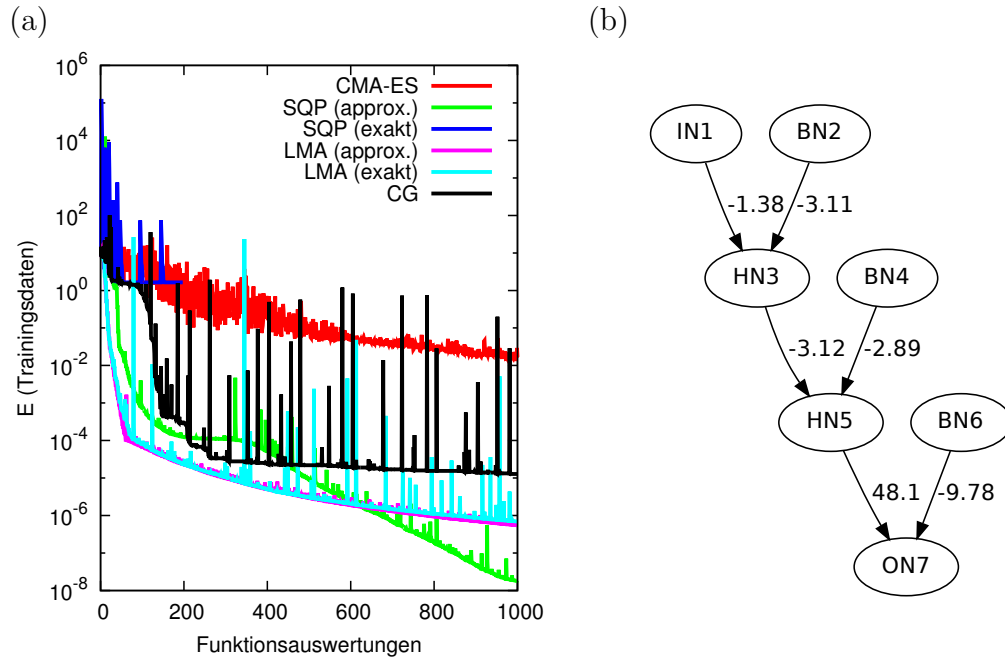 (a)
(b)
E (Trainingsdaten)
10^6
10^4
10^2
10^0
10^-2
10^-4
10^-6
10^-8
CMA-ES
SQP (approx.)
SQP (exakt)
LMA (approx.)
LMA (exakt)
CG
0 200 400 600 800 1000
Funktionsauswertungen
IN1 BN2
-1.38 -3.11
HN3 BN4
-3.12 -2.89
HN5 BN6
48.1 -9.78
ON7